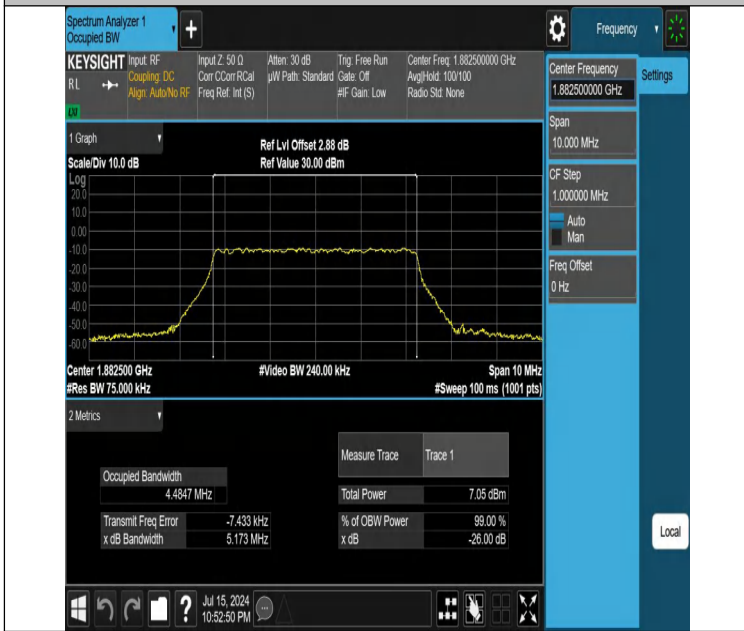 Spectrum Analyzer 1
Occupied BW
Frequency
KEYSIGHT
RL
LXI
Input: RF
Coupling: DC
Align: Auto/No RF
Input Z: 50 Ω
Corr CCorr RCal
Freq Ref: Int (S)
Atten: 30 dB
µW Path: Standard
Trig: Free Run
Gate: Off
#IF Gain: Low
Center Freq: 1.882500000 GHz
Avg|Hold: 100/100
Radio Std: None
Center Frequency
1.882500000 GHz
Settings
Span
10.000 MHz
CF Step
1.000000 MHz
Auto
Man
Freq Offset
0 Hz
1 Graph
Scale/Div 10.0 dB
Ref Lvl Offset 2.88 dB
Ref Value 30.00 dBm
Log
20.0
10.0
0.00
-10.0
-20.0
-30.0
-40.0
-50.0
-60.0
Center 1.882500 GHz
#Video BW 240.00 kHz
Span 10 MHz
#Res BW 75.000 kHz
#Sweep 100 ms (1001 pts)
2 Metrics
Measure Trace Trace 1
Occupied Bandwidth
4.4847 MHz
Total Power 7.05 dBm
Transmit Freq Error -7.433 kHz
% of OBW Power 99.00 %
x dB Bandwidth 5.173 MHz
x dB -26.00 dB
Local
?
Jul 15, 2024
10:52:50 PM